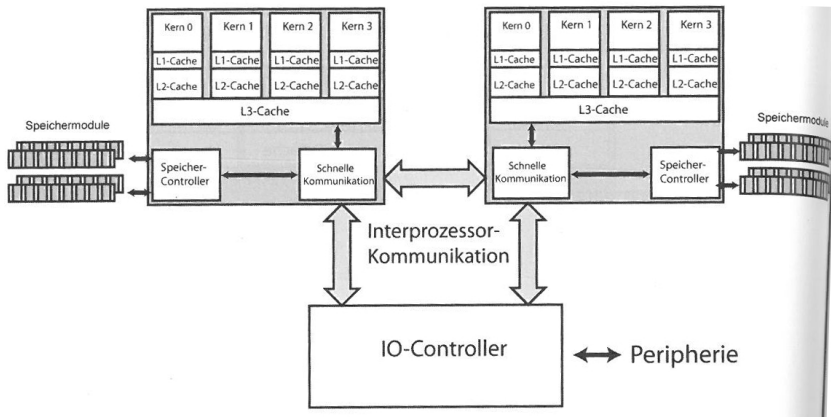 Kern 0
Kern 1
Kern 2
Kern 3
L1-Cache
L1-Cache
L1-Cache
L1-Cache
L2-Cache
L2-Cache
L2-Cache
L2-Cache
L3-Cache
Speichermodule
Speicher-
Controller
Schnelle
Kommunikation
Kern 0
Kern 1
Kern 2
Kern 3
L1-Cache
L1-Cache
L1-Cache
L1-Cache
L2-Cache
L2-Cache
L2-Cache
L2-Cache
L3-Cache
Schnelle
Kommunikation
Speicher-
Controller
Speichermodule
Interprozessor-
Kommunikation
IO-Controller
Peripherie